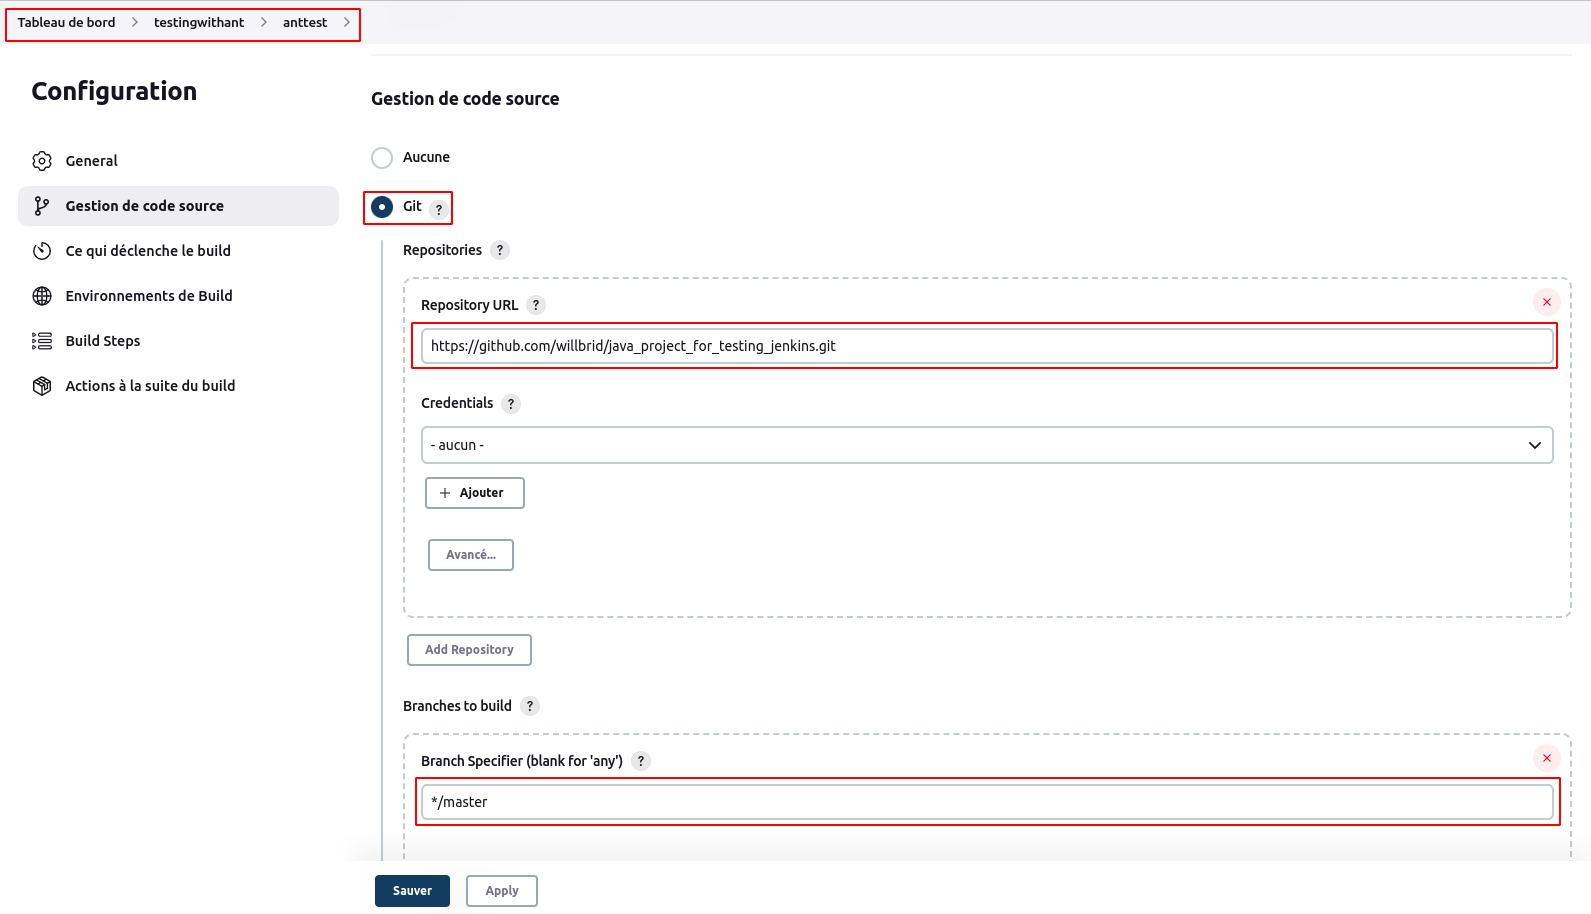 Tableau de bord > testingwithant > anttest >
Configuration
General
Gestion de code source
Ce qui déclenche le build
Environnements de Build
Build Steps
Actions à la suite du build
Gestion de code source
Aucune
Git ?
Repositories ?
Repository URL ?
https://github.com/willbrid/java_project_for_testing_jenkins.git
Credentials ?
- aucun -
+ Ajouter
Avancé...
Add Repository
Branches to build ?
Branch Specifier (blank for 'any') ?
*/master
Sauver
Apply